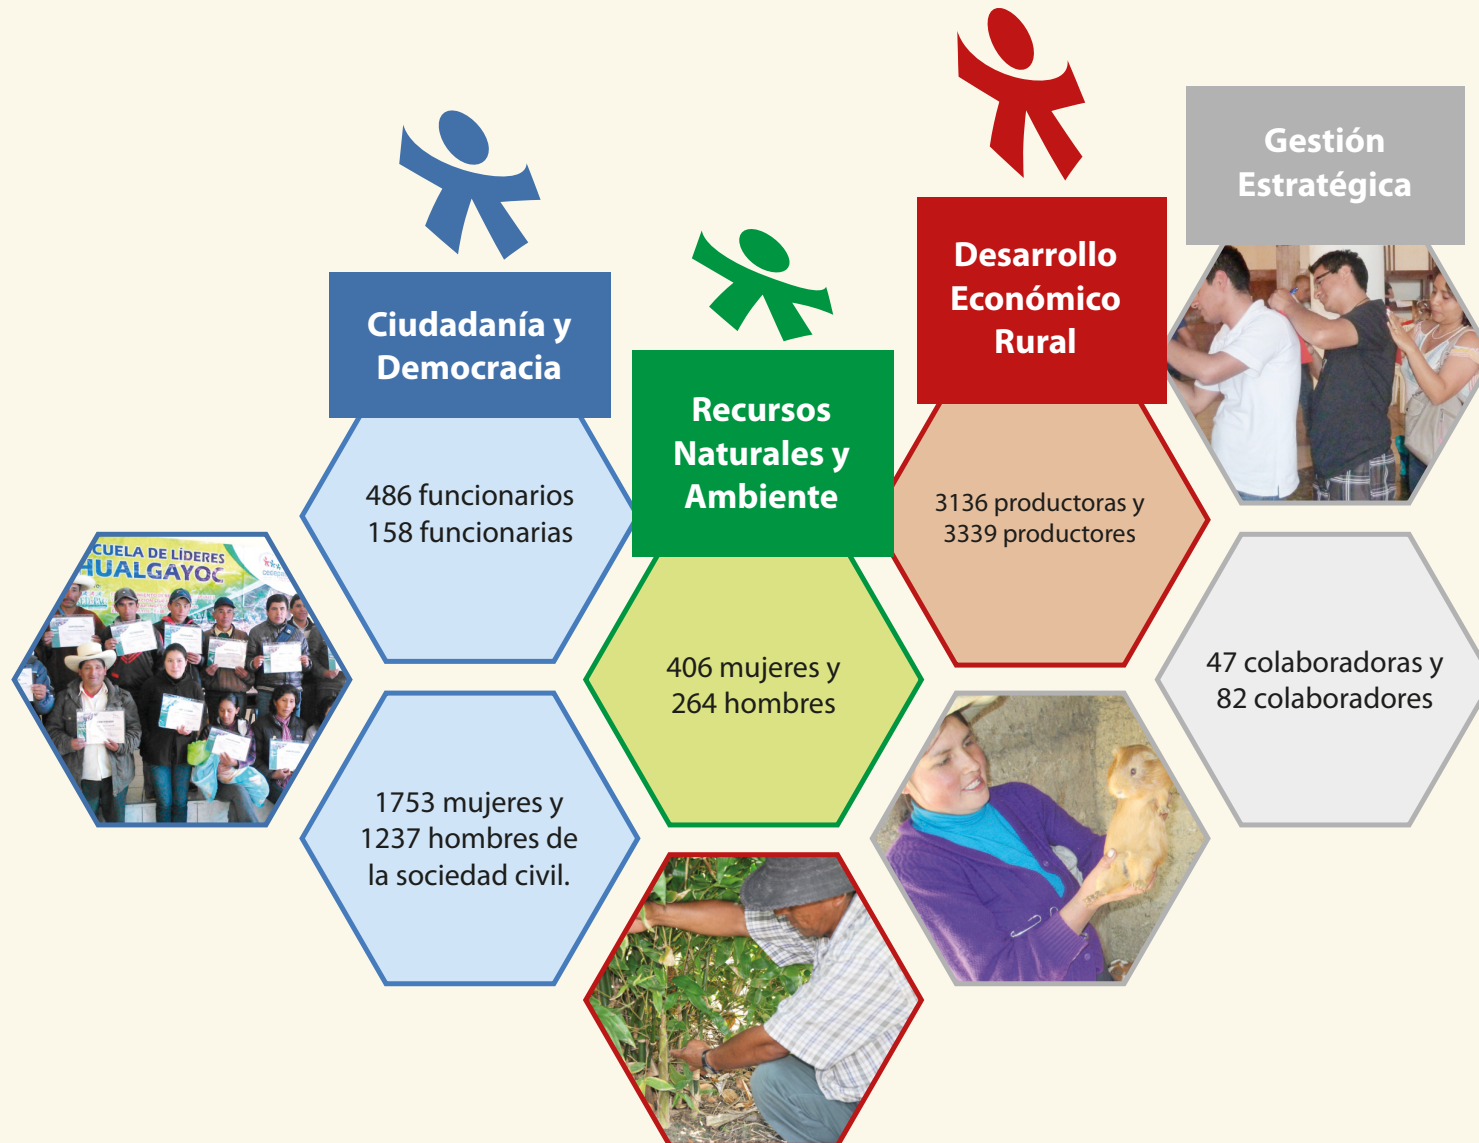 Ciudadanía y
Democracia
486 funcionarios
158 funcionarias
1753 mujeres y
1237 hombres de
la sociedad civil.
CUELA DE LÍDERES
HUALGAYOC
Recursos
Naturales y
Ambiente
406 mujeres y
264 hombres
Desarrollo
Económico
Rural
3136 productoras y
3339 productores
Gestión
Estratégica
47 colaboradoras y
82 colaboradores